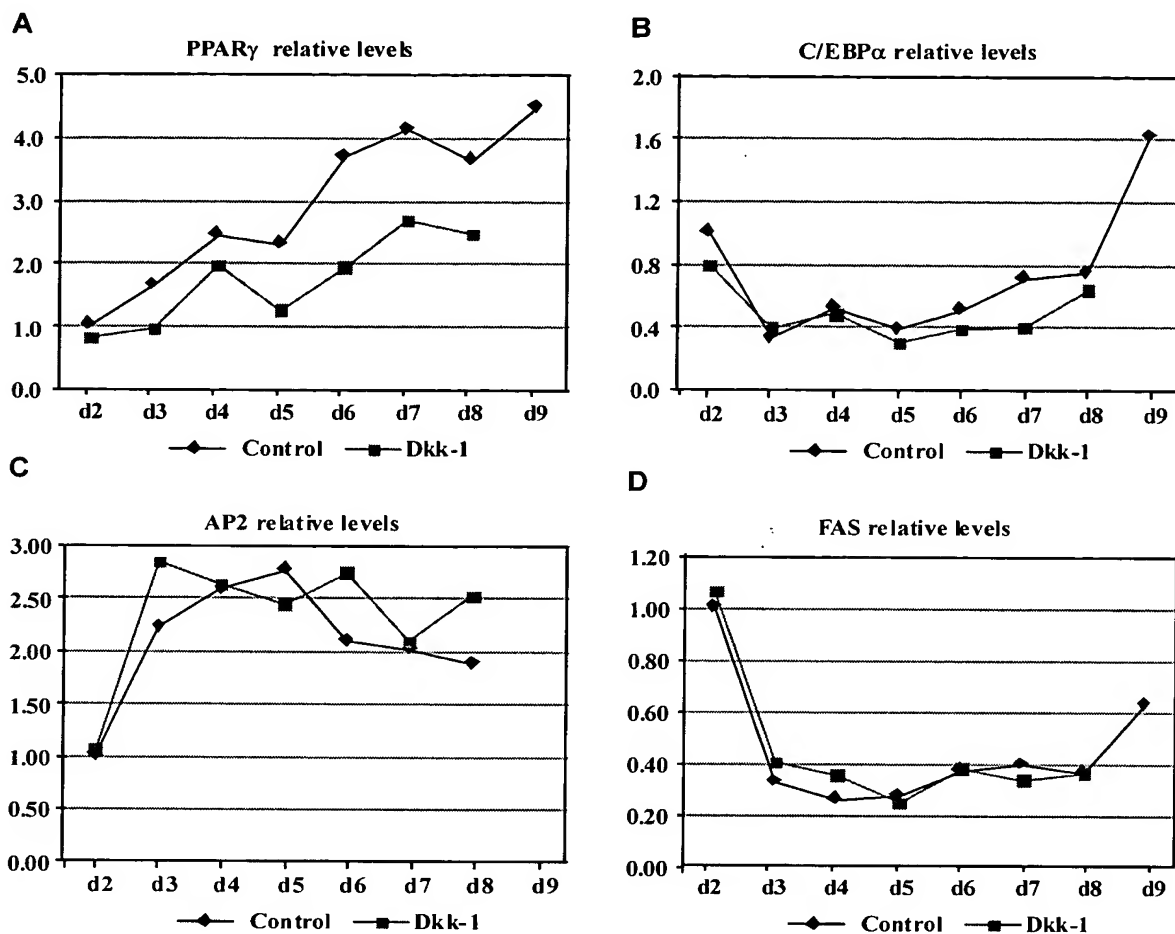 A
PPARγ relative levels
5.0
4.0
3.0
2.0
1.0
0.0
d2 d3 d4 d5 d6 d7 d8 d9
Control Dkk-1
B
C/EBPα relative levels
2.0
1.6
1.2
0.8
0.4
0.0
d2 d3 d4 d5 d6 d7 d8 d9
Control Dkk-1
C
AP2 relative levels
3.00
2.50
2.00
1.50
1.00
0.50
0.00
d2 d3 d4 d5 d6 d7 d8 d9
Control Dkk-1
D
FAS relative levels
1.20
1.00
0.80
0.60
0.40
0.20
0.00
d2 d3 d4 d5 d6 d7 d8 d9
Control Dkk-1